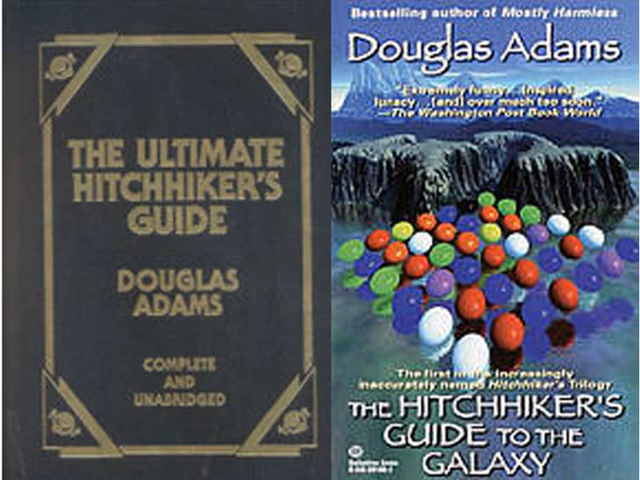 THE ULTIMATE
HITCHHIKER'S
GUIDE
DOUGLAS
ADAMS
COMPLETE
AND
UNABRIDGED
Bestselling author of Mostly Harmless
Douglas Adams
"Extremely funny...Inspired
lunacy...[and] over much too soon."
—The Washington Post Book World
The first in the increasingly
inaccurately named Hitchhiker's Trilogy
THE HITCHHIKER'S
GUIDE TO THE
GALAXY